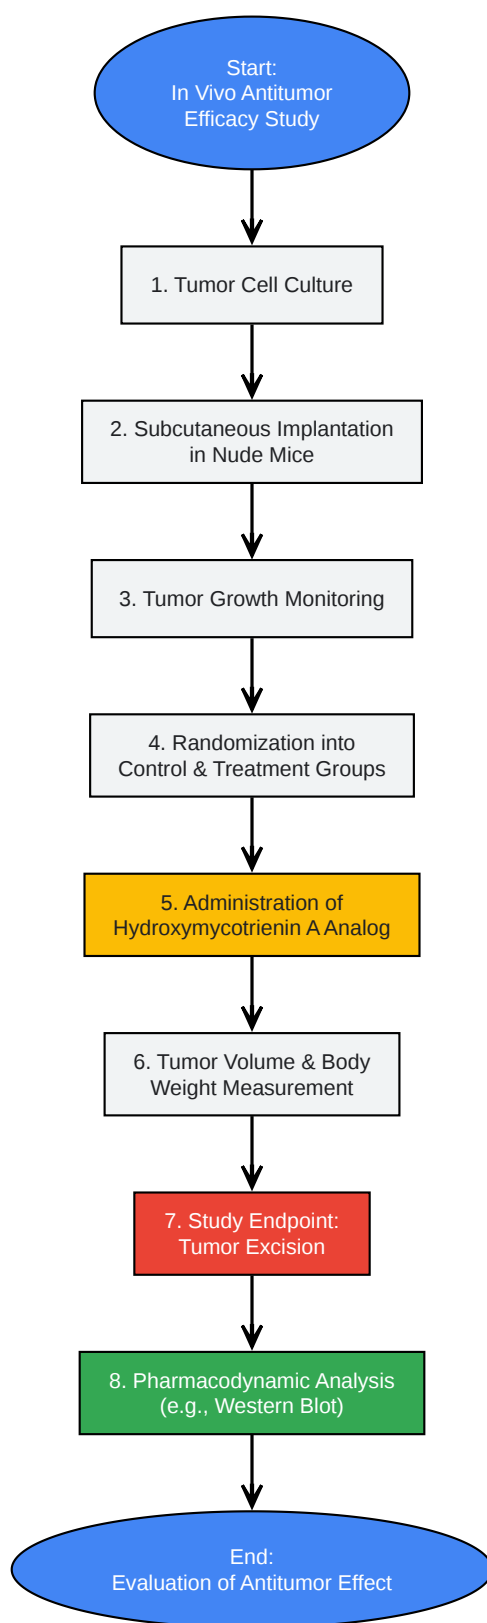 Start:
In Vivo Antitumor
Efficacy Study
1. Tumor Cell Culture
2. Subcutaneous Implantation
in Nude Mice
3. Tumor Growth Monitoring
4. Randomization into
Control & Treatment Groups
5. Administration of
Hydroxymycotrienin A Analog
6. Tumor Volume & Body
Weight Measurement
7. Study Endpoint:
Tumor Excision
8. Pharmacodynamic Analysis
(e.g., Western Blot)
End:
Evaluation of Antitumor Effect